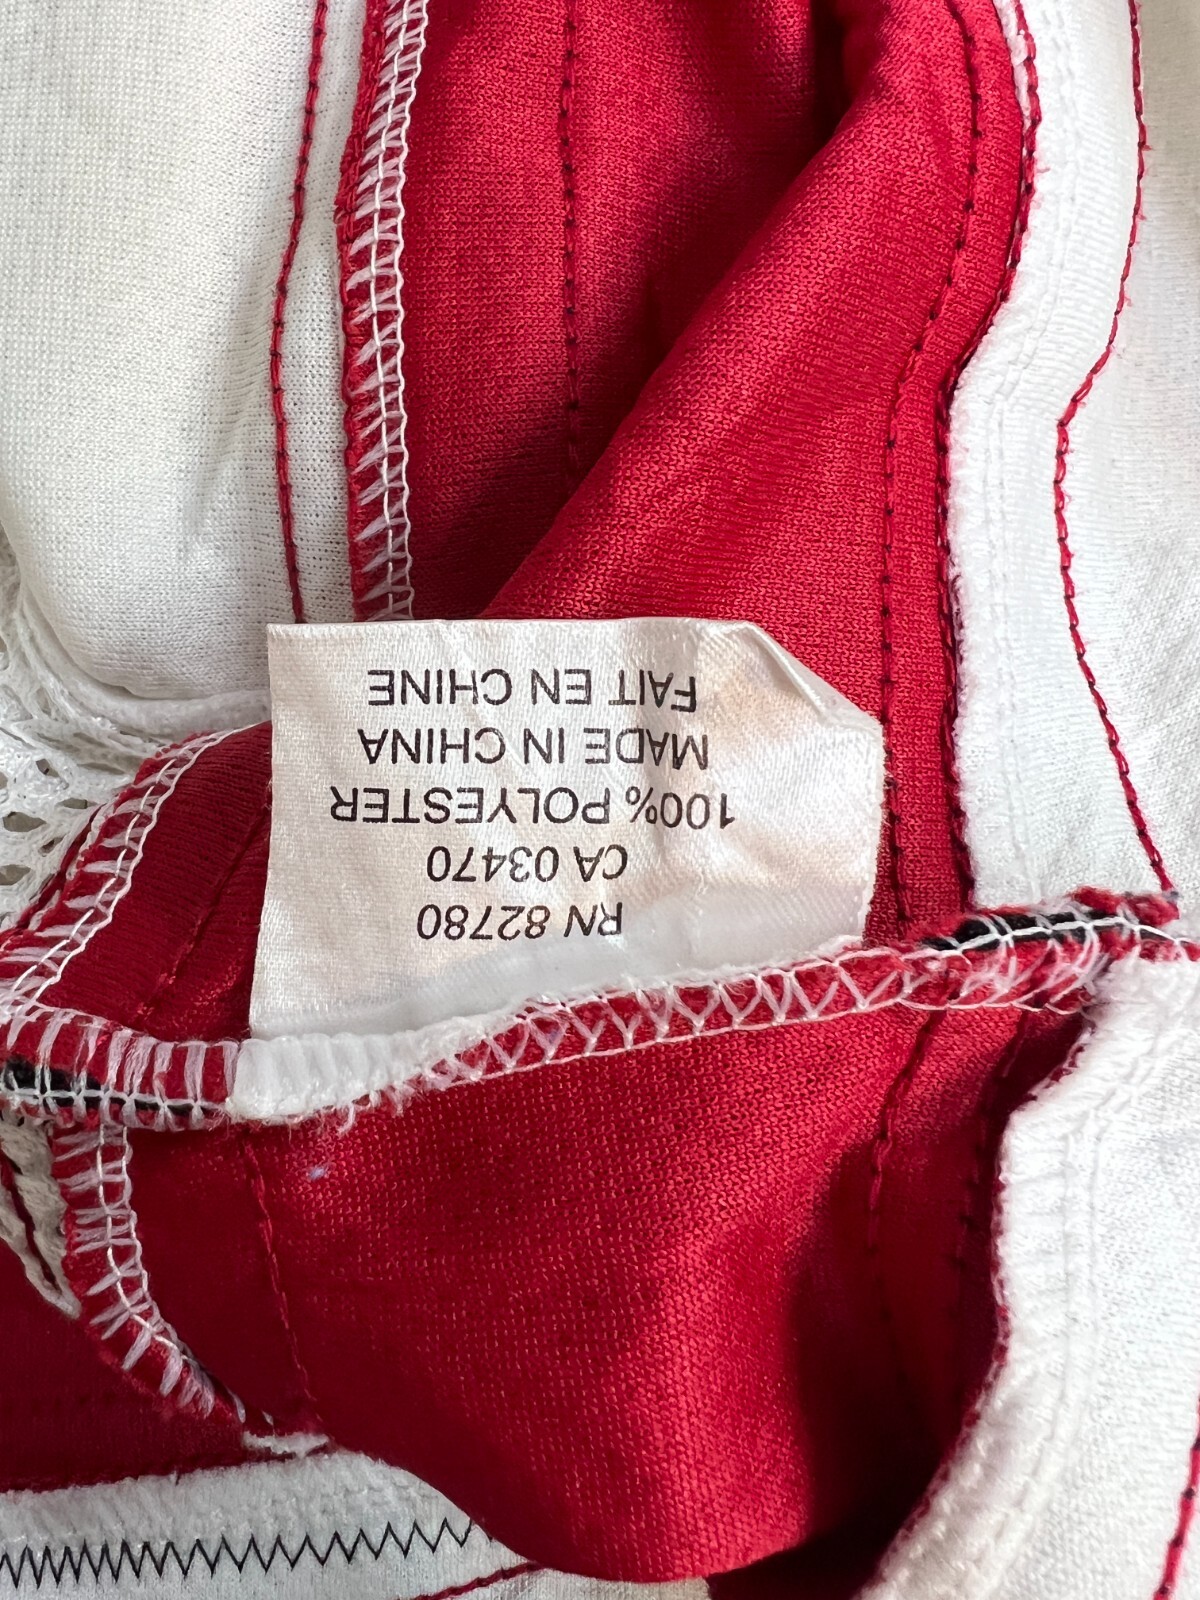 RN 82780
CA 03470
100% POLYESTER
MADE IN CHINA
FAIT EN CHINE